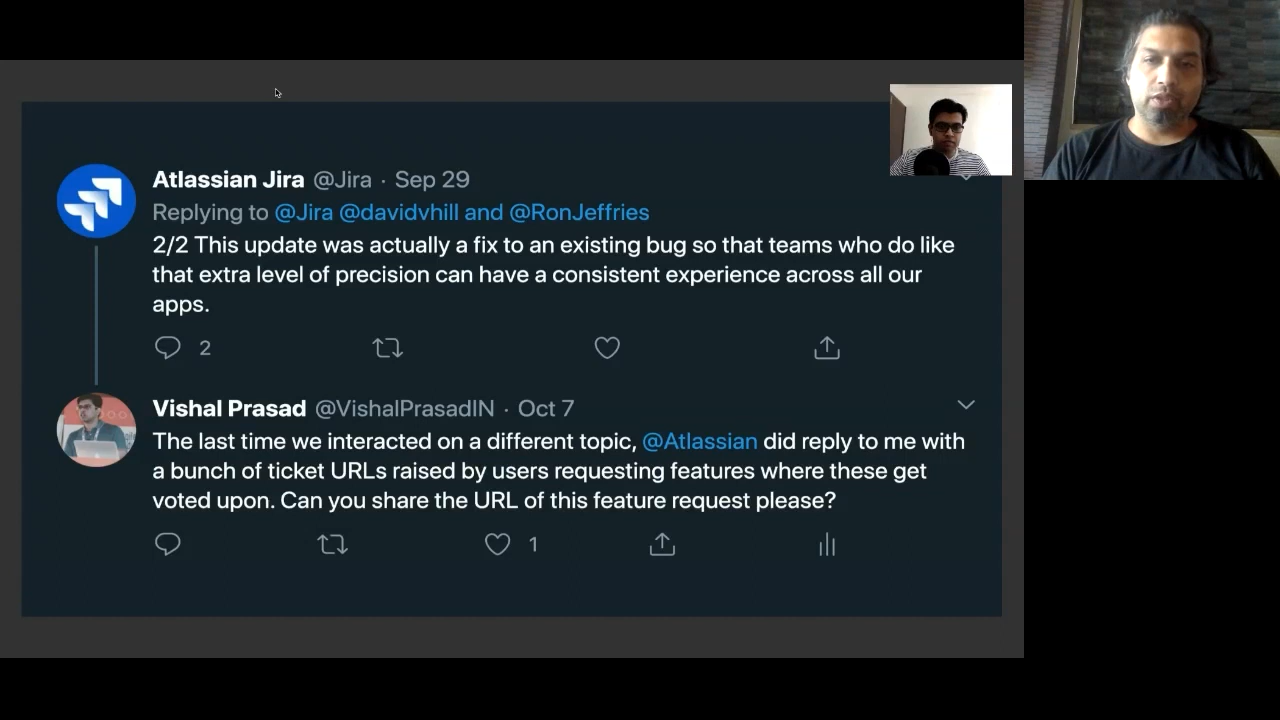 Atlassian Jira @Jira · Sep 29
Replying to @Jira @davidvhill and @RonJeffries
2/2 This update was actually a fix to an existing bug so that teams who do like
that extra level of precision can have a consistent experience across all our
apps.
2
Vishal Prasad @VishalPrasadIN · Oct 7
The last time we interacted on a different topic, @Atlassian did reply to me with
a bunch of ticket URLs raised by users requesting features where these get
voted upon. Can you share the URL of this feature request please?
1